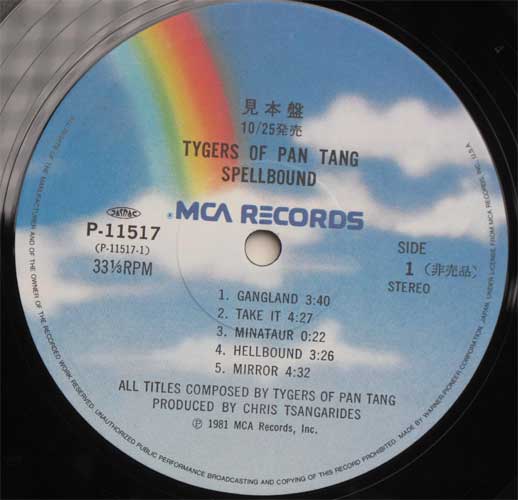 見本盤
10/25発売
TYGERS OF PAN TANG
SPELLBOUND
® MCA RECORDS
JASRAC
P-11517
(P-11517-1)
33⅓RPM
SIDE
1 (非売品)
STEREO
1. GANGLAND 3:40
2. TAKE IT 4:27
3. MINATAUR 0:22
4. HELLBOUND 3:26
5. MIRROR 4:32
ALL TITLES COMPOSED BY TYGERS OF PAN TANG
PRODUCED BY CHRIS TSANGARIDES
Ⓟ 1981 MCA Records, Inc.
ALL RIGHTS OF THE MANUFACTURER AND OF THE OWNER OF THE RECORDED WORK RESERVED. UNAUTHORIZED PUBLIC PERFORMANCE BROADCASTING AND COPYING OF THIS RECORD PROHIBITED. MADE BY WARNER-PIONEER CORPORATION, JAPAN, UNDER LICENSE FROM MCA RECORDS, INC., U.S.A.